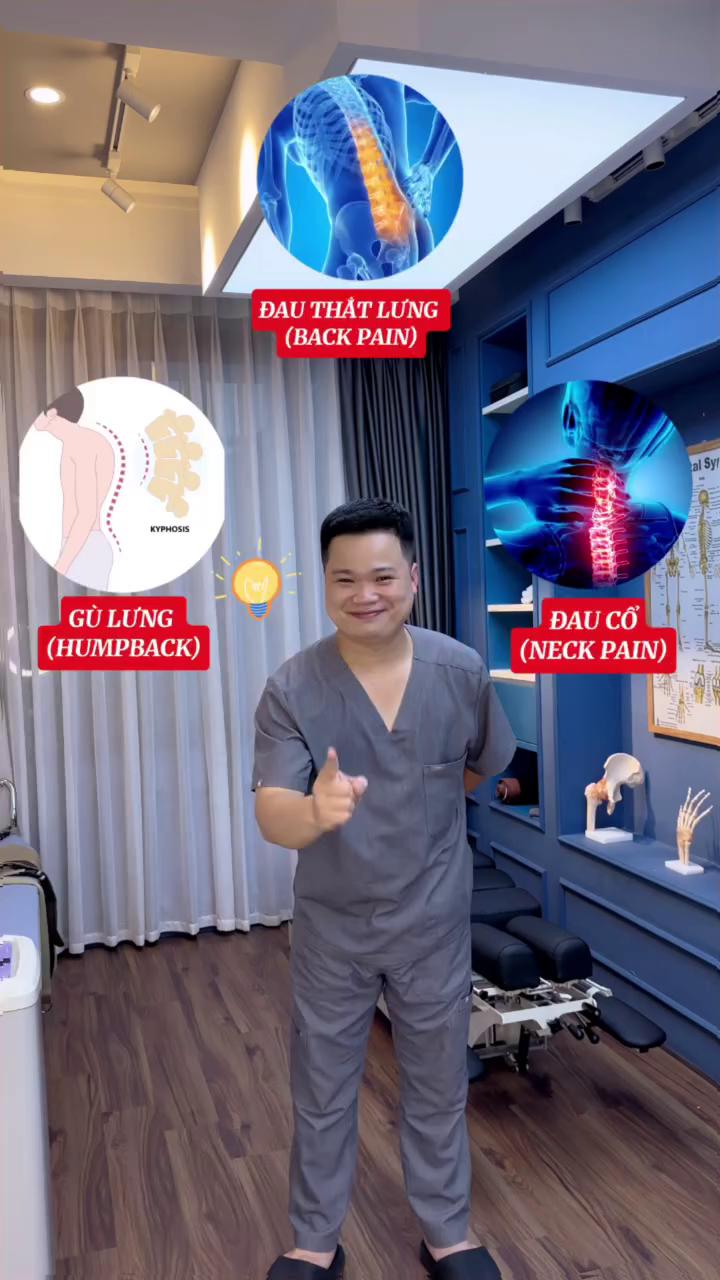 ĐAU THẮT LƯNG
(BACK PAIN)
KYPHOSIS
GÙ LƯNG
(HUMPBACK)
ĐAU CỔ
(NECK PAIN)